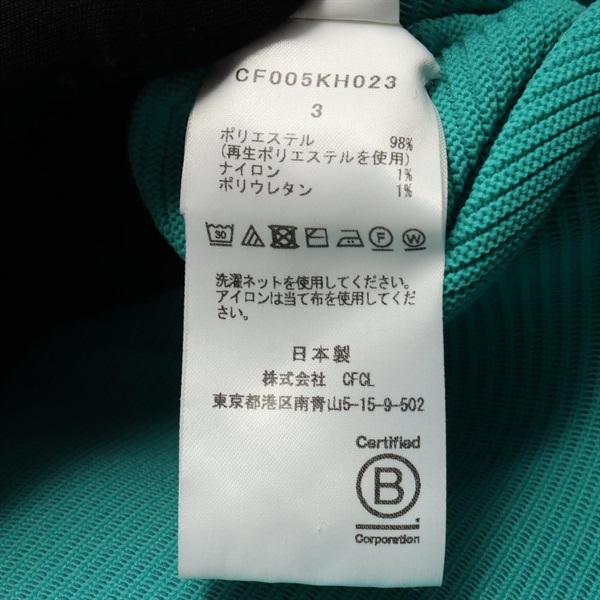 CF005KH023
3
ポリエステル 98%
(再生ポリエステルを使用)
ナイロン 1%
ポリウレタン 1%
30 F W
洗濯ネットを使用してください。
アイロンは当て布を使用してくだ
さい。
日本製
株式会社 CFCL
東京都港区南青山5-15-9-502
Certified
B
Corporation